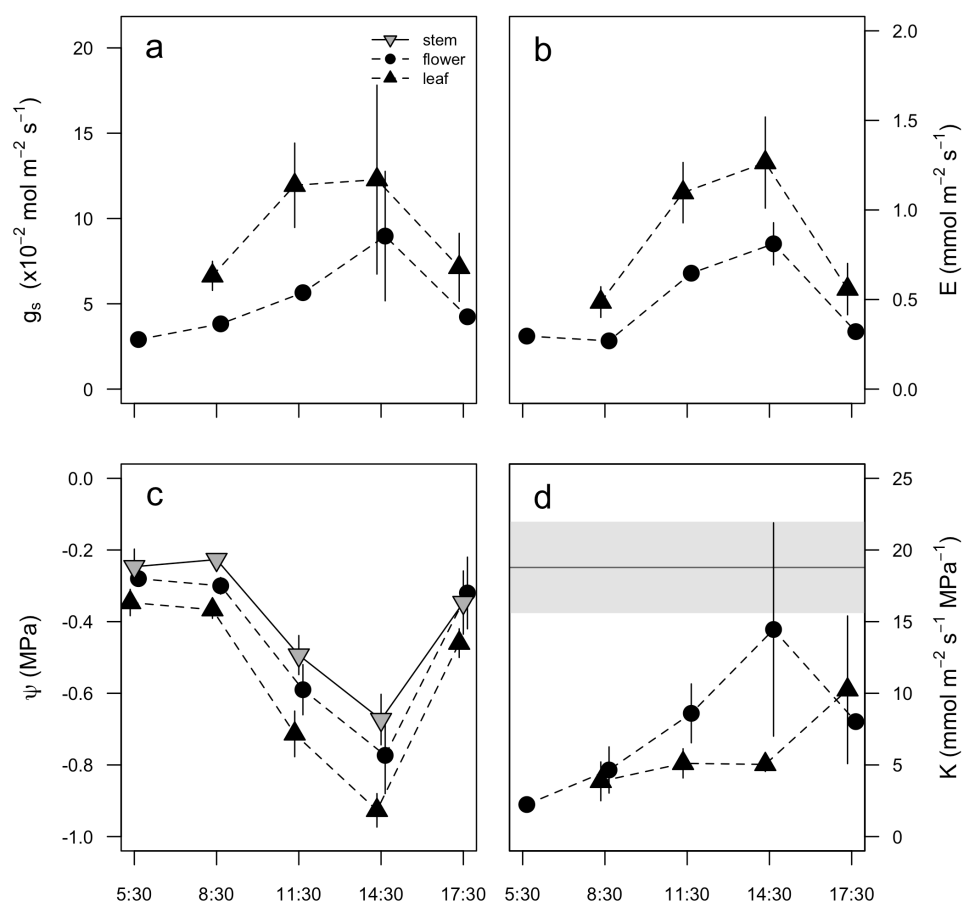 a
stem
flower
leaf
20
15
10
5
0
gₛ (x10⁻² mol m⁻² s⁻¹)
b
2.0
1.5
1.0
0.5
0.0
E (mmol m⁻² s⁻¹)
c
0.0
-0.2
-0.4
-0.6
-0.8
-1.0
ψ (MPa)
5:30 8:30 11:30 14:30 17:30
d
25
20
15
10
5
0
K (mmol m⁻² s⁻¹ MPa⁻¹)
5:30 8:30 11:30 14:30 17:30